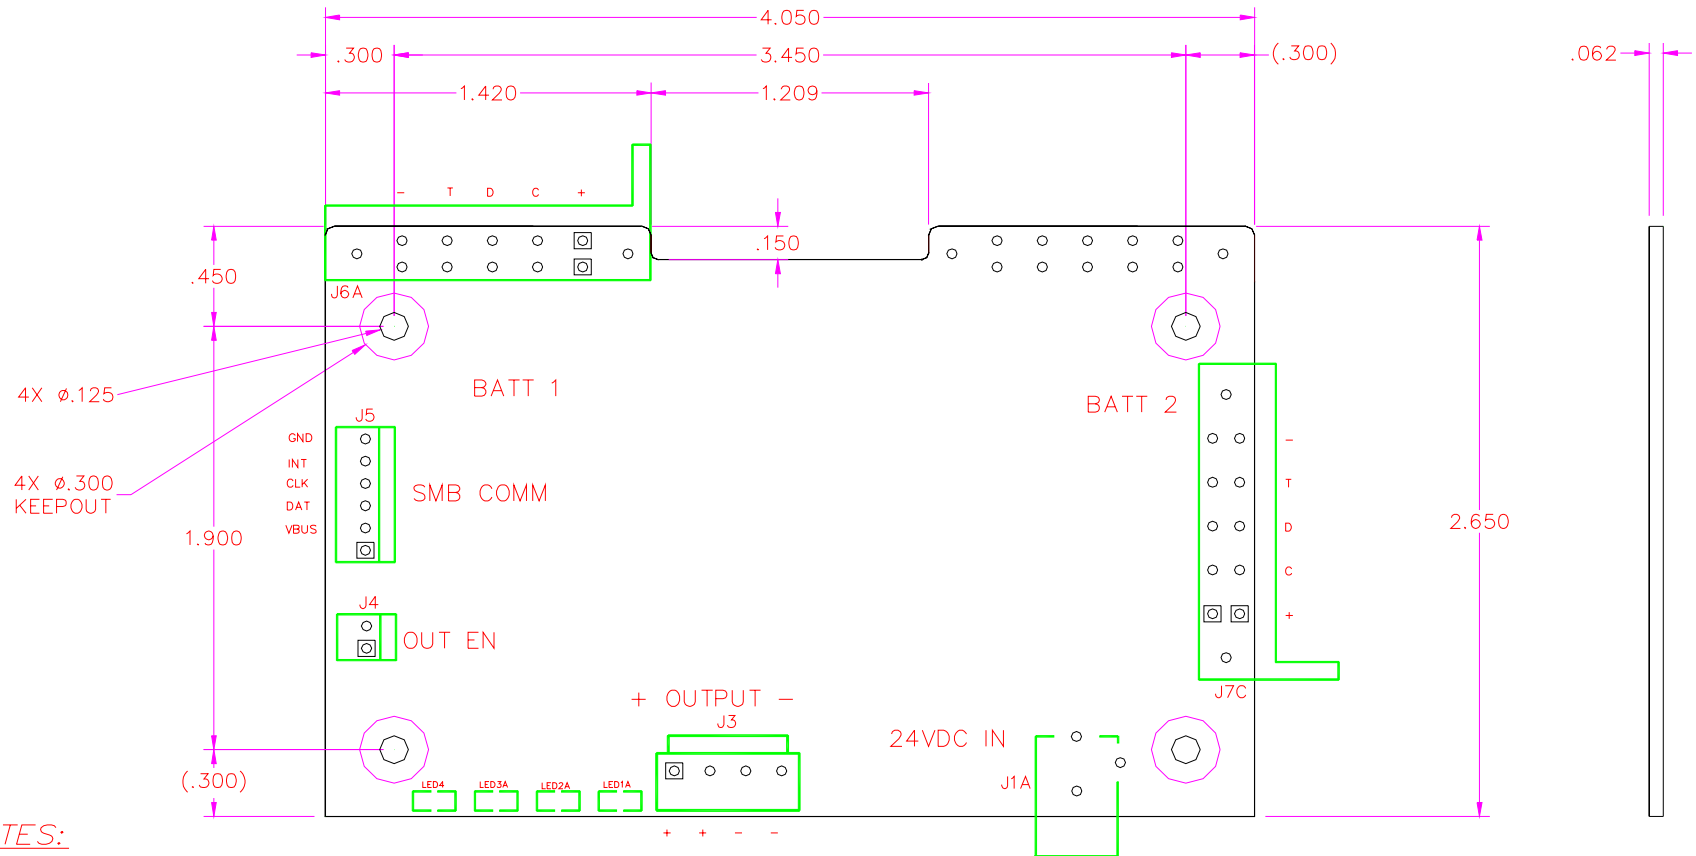 4.050
.300
3.450
(.300)
.062
1.420
1.209
- T D C +
.150
.450
J6A
4X ø.125
BATT 1
BATT 2
J5
GND
INT
CLK
DAT
VBUS
SMB COMM
4X ø.300
KEEPOUT
1.900
2.650
-
T
D
C
+
J4
OUT EN
J7C
+ OUTPUT -
J3
24VDC IN
J1A
(.300)
LED4
LED3A
LED2A
LED1A
+ + - -
TES: